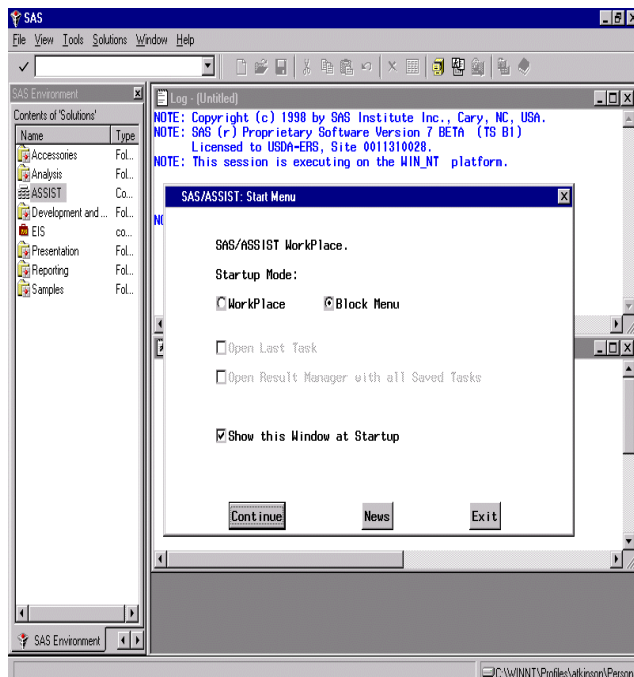 SAS
File View Tools Solutions Window Help
SAS Environment
Contents of 'Solutions'
Name Type
Accessories Fol...
Analysis Fol...
ASSIST Co...
Development and ... Fol...
EIS co...
Presentation Fol...
Reporting Fol...
Samples Fol...
SAS Environment
Log - (Untitled)
NOTE: Copyright (c) 1998 by SAS Institute Inc., Cary, NC, USA.
NOTE: SAS (r) Proprietary Software Version 7 BETA (TS B1)
Licensed to USDA-ERS, Site 0011310028.
NOTE: This session is executing on the WIN_NT platform.
NO
SAS/ASSIST: Start Menu
SAS/ASSIST WorkPlace.
Startup Mode:
WorkPlace Block Menu
Open Last Task
Open Result Manager with all Saved Tasks
Show this Window at Startup
Continue News Exit
C:\WINNT\Profiles\atkinson\Person